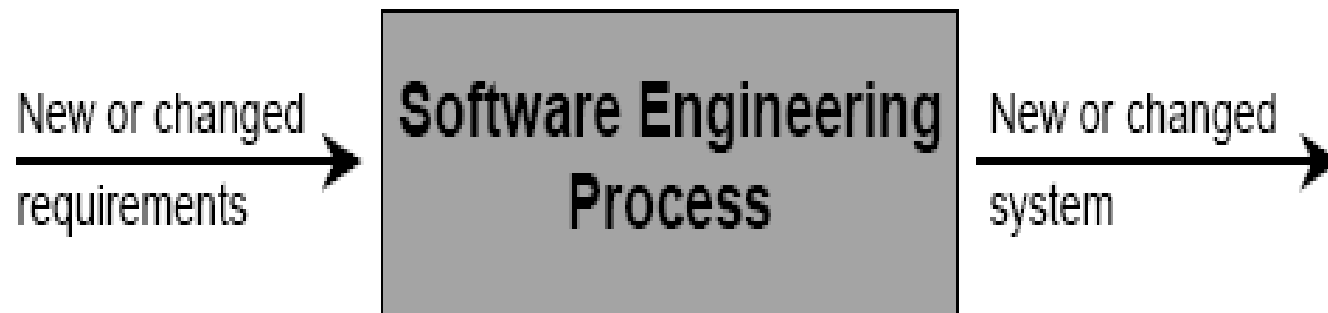 New or changed
requirements
Software Engineering
Process
New or changed
system